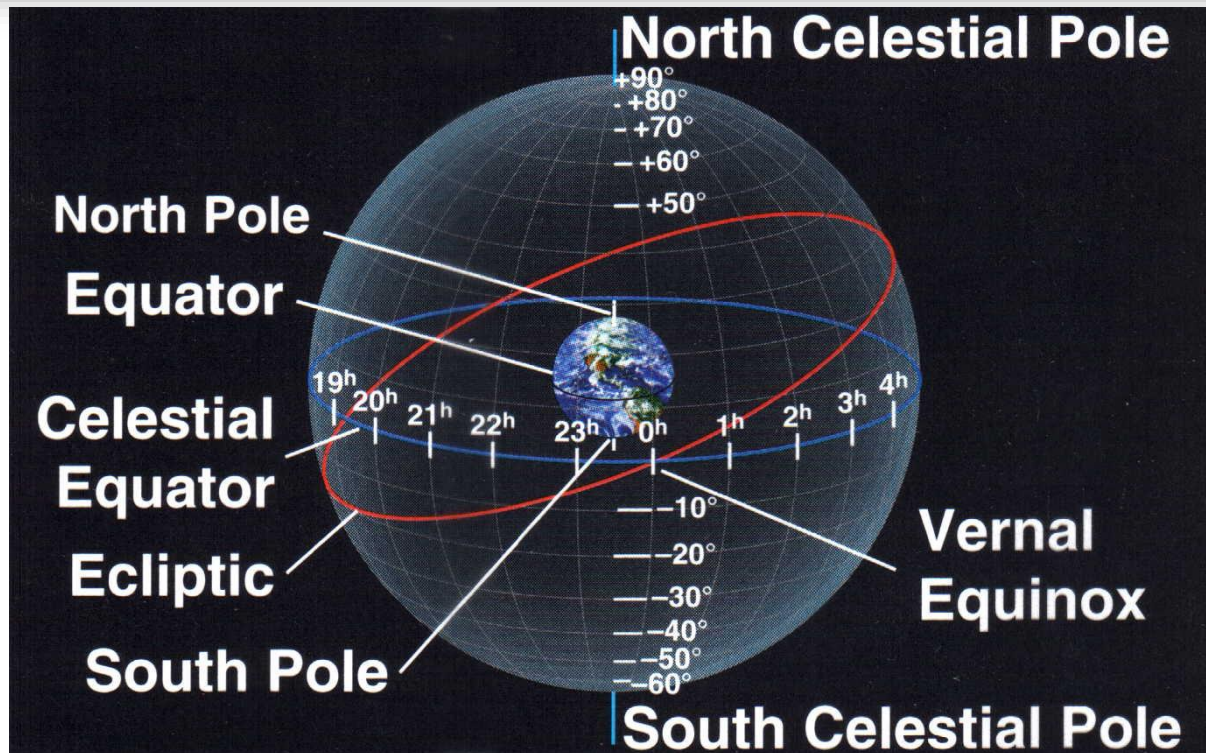 North Celestial Pole
+90°
+80°
+70°
+60°
+50°
North Pole
Equator
19h 20h 21h 22h 23h 0h 1h 2h 3h 4h
Celestial
Equator
Ecliptic
South Pole
Vernal
Equinox
–10°
–20°
–30°
–40°
–50°
–60°
South Celestial Pole